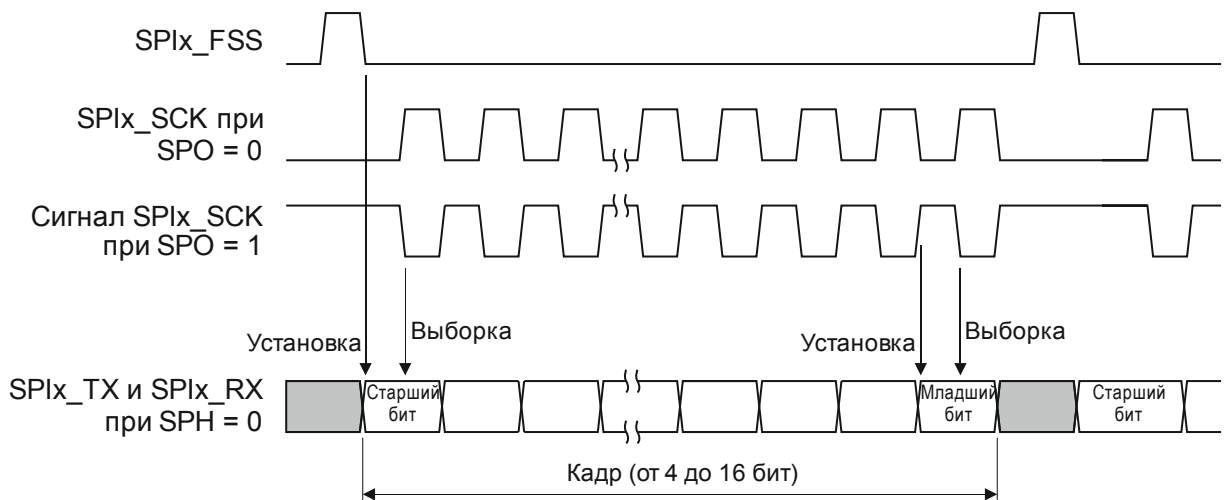 SPIx_FSS
SPIx_SCK при
SPO = 0
Сигнал SPIx_SCK
при SPO = 1
Установка
Выборка
Установка
Выборка
SPIx_TX и SPIx_RX
при SPH = 0
Старший
бит
Младший
бит
Старший
бит
Кадр (от 4 до 16 бит)